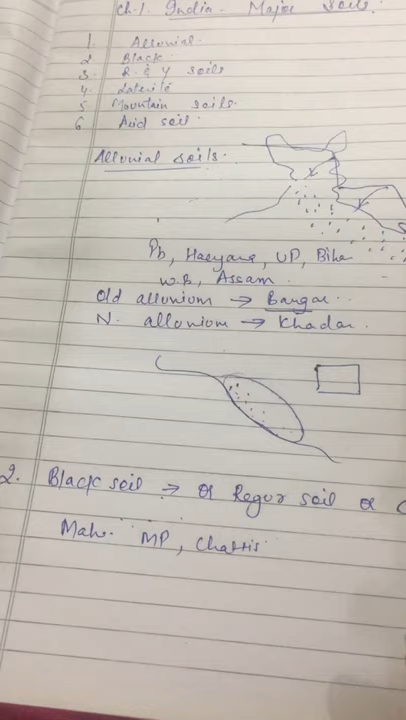 Ch-1. India - Major Soils.
1. Alluvial.
2 Black
3. R & Y soils
4. Laterite
5 Mountain soils.
6 Acid soil.
Alluvial soils.
Pb, Haryana, UP, Bihar
W.B, Assam.
Old alluvium → Bangar.
N. alluvium → Khadar.
2. Black soil → or Regur soil or
Mah. MP, Chattis